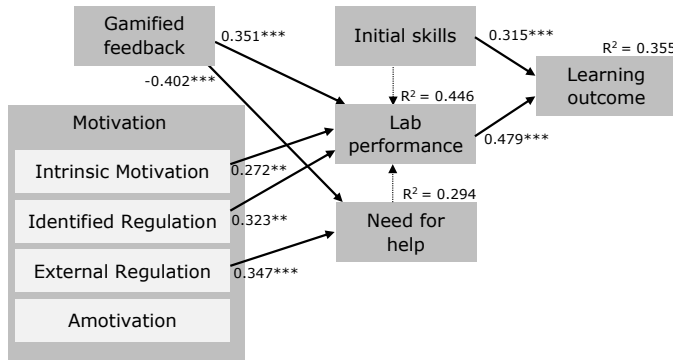 Gamified
feedback
0.351***
-0.402***
Initial skills
0.315***
R² = 0.355
Learning
outcome
R² = 0.446
Lab
performance
0.479***
Motivation
Intrinsic Motivation
0.272**
Identified Regulation
0.323**
External Regulation
0.347***
Amotivation
R² = 0.294
Need for
help